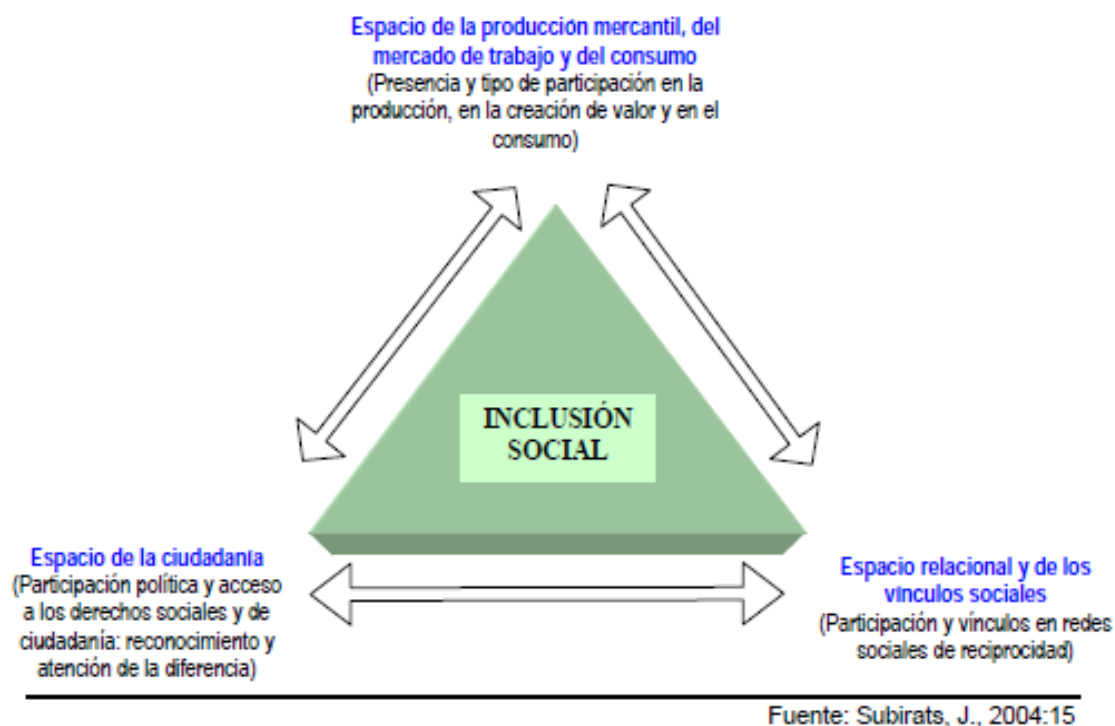 Espacio de la producción mercantil, del
mercado de trabajo y del consumo
(Presencia y tipo de participación en la
producción, en la creación de valor y en el
consumo)
INCLUSIÓN
SOCIAL
Espacio de la ciudadanía
(Participación política y acceso
a los derechos sociales y de
ciudadanía: reconocimiento y
atención de la diferencia)
Espacio relacional y de los
vínculos sociales
(Participación y vínculos en redes
sociales de reciprocidad)
Fuente: Subirats, J., 2004:15